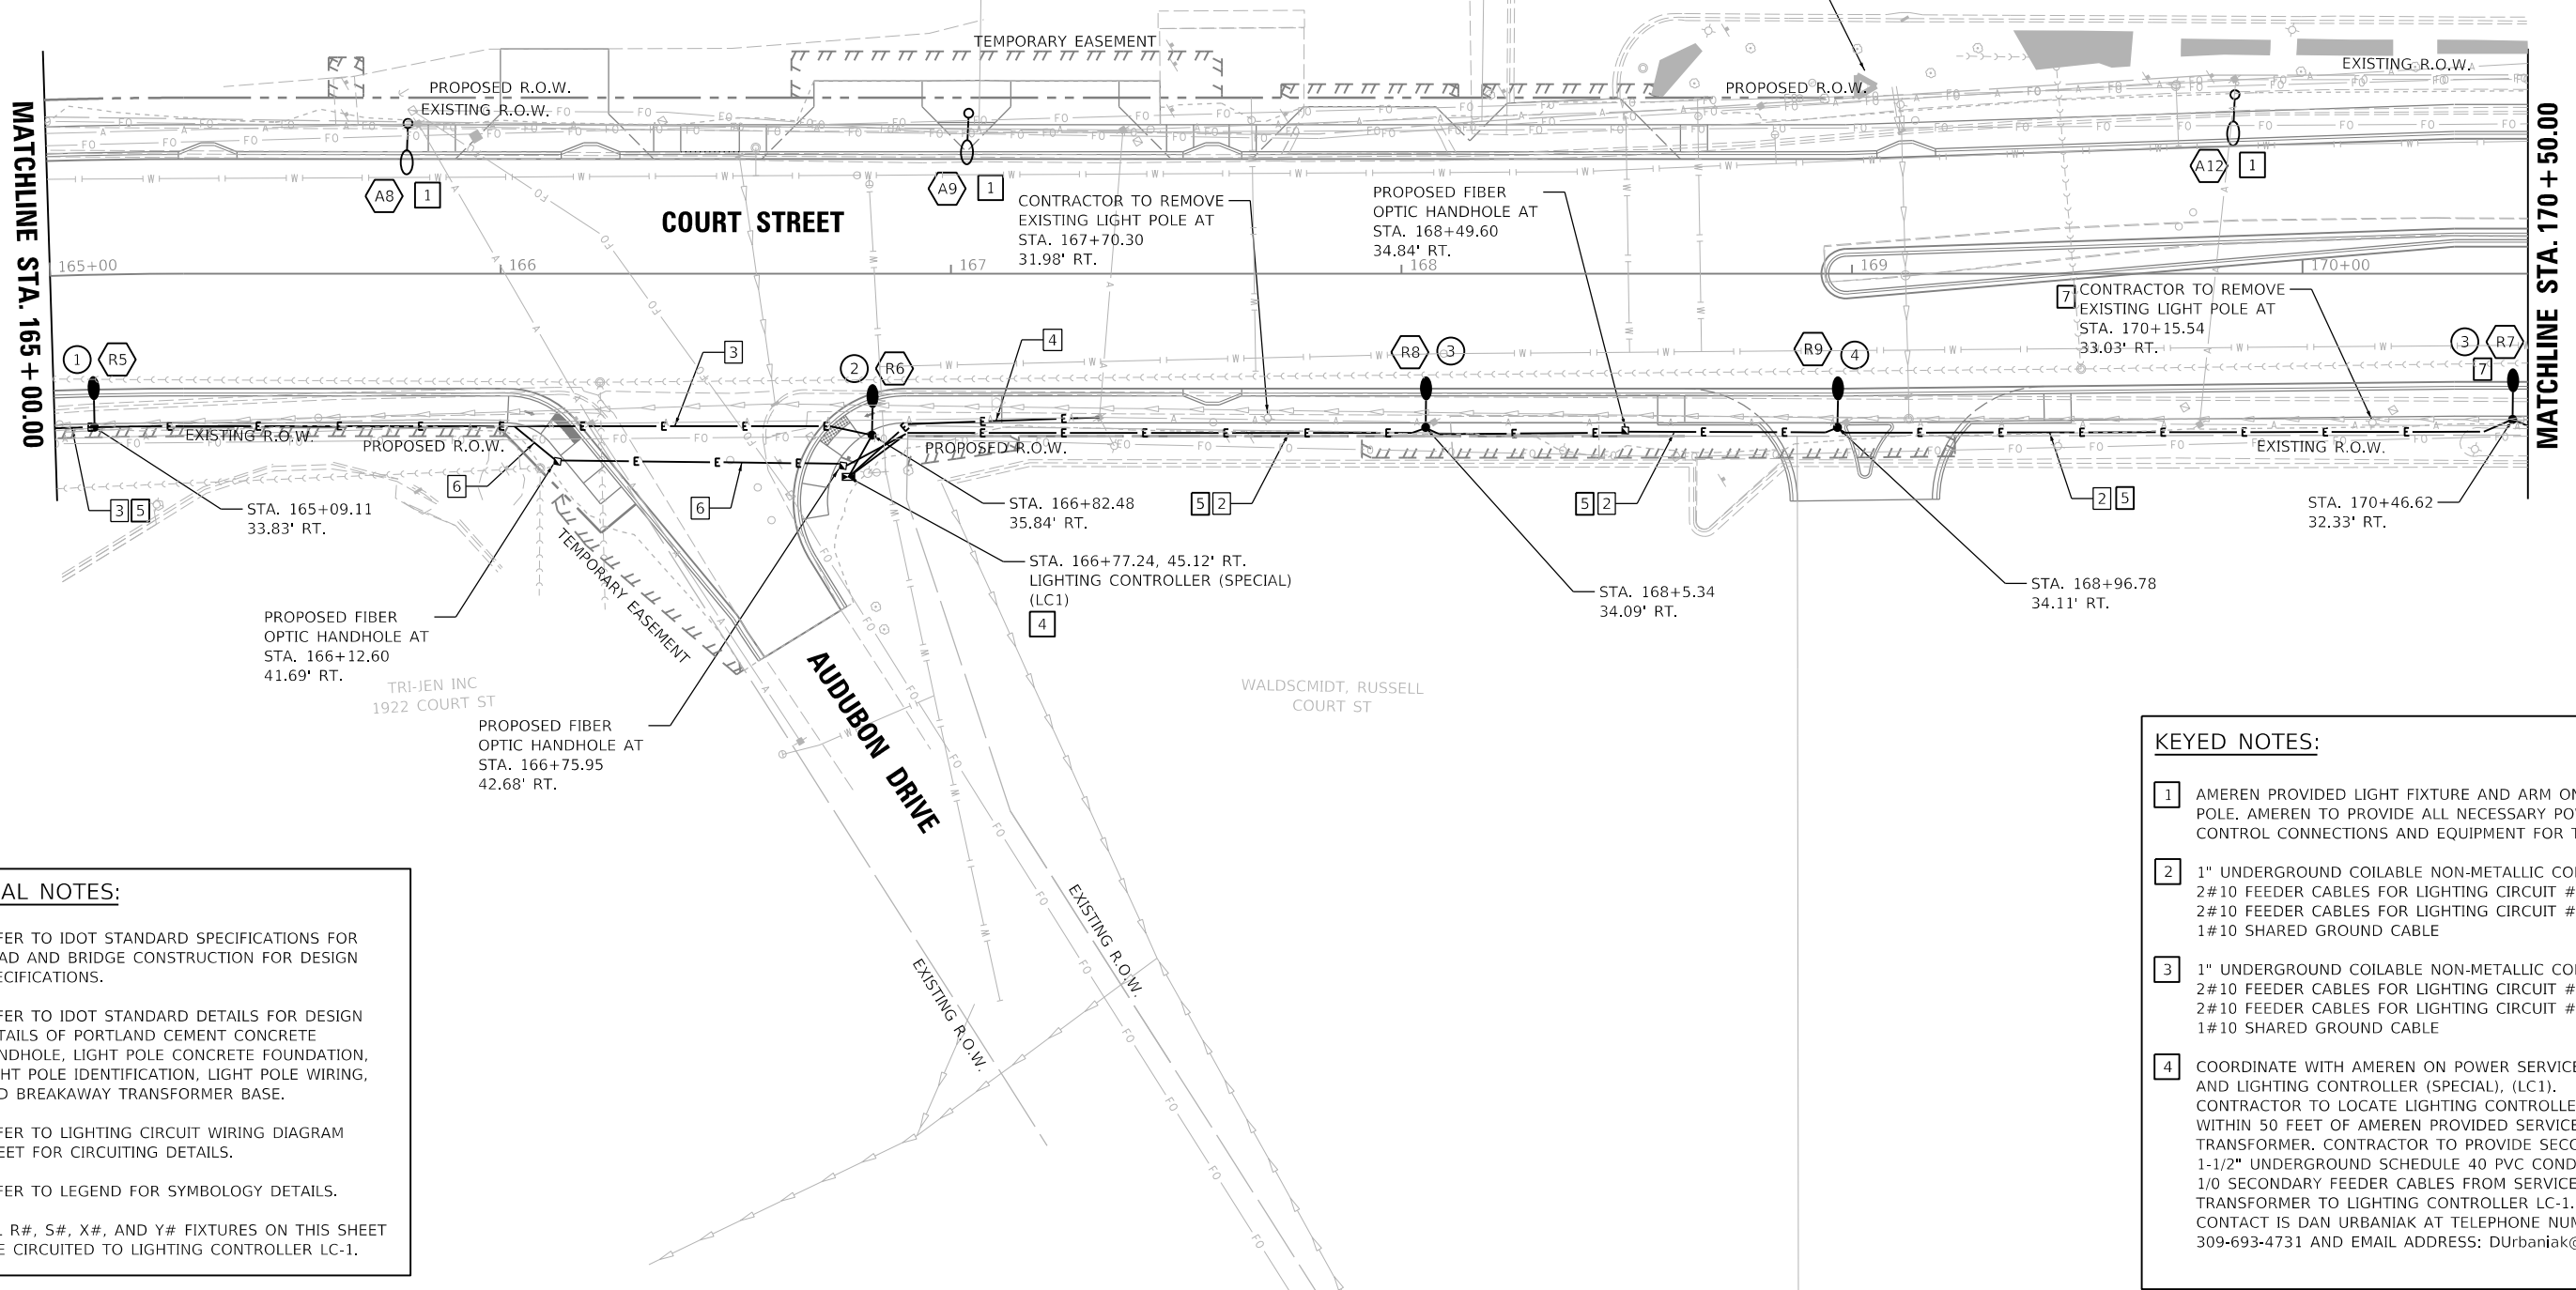 TEMPORARY EASEMENT
PROPOSED R.O.W.
EXISTING R.O.W.
PROPOSED R.O.W.
EXISTING R.O.W.
MATCHLINE STA. 165+00.00
MATCHLINE STA. 170+50.00
A8 1
A9 1
A12 1
COURT STREET
CONTRACTOR TO REMOVE
EXISTING LIGHT POLE AT
STA. 167+70.30
31.98' RT.
PROPOSED FIBER
OPTIC HANDHOLE AT
STA. 168+49.60
34.84' RT.
165+00
166
167
168
169
170+00
7 CONTRACTOR TO REMOVE
EXISTING LIGHT POLE AT
STA. 170+15.54
33.03' RT.
1 R5
3
2 R6
4
R8 3
R9 4
3 R7
7
EXISTING R.O.W.
PROPOSED R.O.W.
PROPOSED R.O.W.
EXISTING R.O.W.
6
6
3 5
5 2
5 2
2 5
STA. 165+09.11
33.83' RT.
STA. 166+82.48
35.84' RT.
STA. 170+46.62
32.33' RT.
STA. 166+77.24, 45.12' RT.
LIGHTING CONTROLLER (SPECIAL)
(LC1)
4
STA. 168+5.34
34.09' RT.
STA. 168+96.78
34.11' RT.
TEMPORARY EASEMENT
PROPOSED FIBER
OPTIC HANDHOLE AT
STA. 166+12.60
41.69' RT.
TRI-JEN INC
1922 COURT ST
WALDSCMIDT, RUSSELL
COURT ST
PROPOSED FIBER
OPTIC HANDHOLE AT
STA. 166+75.95
42.68' RT.
AUDUBON DRIVE
EXISTING R.O.W.
EXISTING R.O.W.
AL NOTES:
FER TO IDOT STANDARD SPECIFICATIONS FOR
AD AND BRIDGE CONSTRUCTION FOR DESIGN
ECIFICATIONS.
FER TO IDOT STANDARD DETAILS FOR DESIGN
TAILS OF PORTLAND CEMENT CONCRETE
NDHOLE, LIGHT POLE CONCRETE FOUNDATION,
HT POLE IDENTIFICATION, LIGHT POLE WIRING,
D BREAKAWAY TRANSFORMER BASE.
FER TO LIGHTING CIRCUIT WIRING DIAGRAM
EET FOR CIRCUITING DETAILS.
FER TO LEGEND FOR SYMBOLOGY DETAILS.
L R#, S#, X#, AND Y# FIXTURES ON THIS SHEET
E CIRCUITED TO LIGHTING CONTROLLER LC-1.
KEYED NOTES:
1 AMEREN PROVIDED LIGHT FIXTURE AND ARM ON
POLE. AMEREN TO PROVIDE ALL NECESSARY PO
CONTROL CONNECTIONS AND EQUIPMENT FOR T
2 1" UNDERGROUND COILABLE NON-METALLIC CO
2#10 FEEDER CABLES FOR LIGHTING CIRCUIT #
2#10 FEEDER CABLES FOR LIGHTING CIRCUIT #
1#10 SHARED GROUND CABLE
3 1" UNDERGROUND COILABLE NON-METALLIC CO
2#10 FEEDER CABLES FOR LIGHTING CIRCUIT #
2#10 FEEDER CABLES FOR LIGHTING CIRCUIT #
1#10 SHARED GROUND CABLE
4 COORDINATE WITH AMEREN ON POWER SERVICE
AND LIGHTING CONTROLLER (SPECIAL), (LC1).
CONTRACTOR TO LOCATE LIGHTING CONTROLLE
WITHIN 50 FEET OF AMEREN PROVIDED SERVICE
TRANSFORMER. CONTRACTOR TO PROVIDE SECO
1-1/2" UNDERGROUND SCHEDULE 40 PVC COND
1/0 SECONDARY FEEDER CABLES FROM SERVICE
TRANSFORMER TO LIGHTING CONTROLLER LC-1.
CONTACT IS DAN URBANIAK AT TELEPHONE NUM
309-693-4731 AND EMAIL ADDRESS: DUrbaniak@